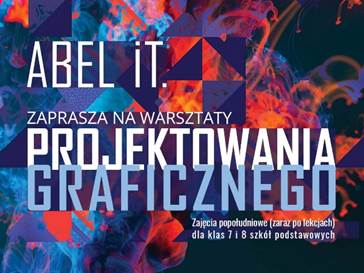 ABEL iT.
ZAPRASZA NA WARSZTATY
PROJEKTOWANIA
GRAFICZNEGO
Zajęcia popołudniowe (zaraz po lekcjach)
dla klas 7 i 8 szkół podstawowych